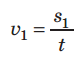 v₁ = s₁/t